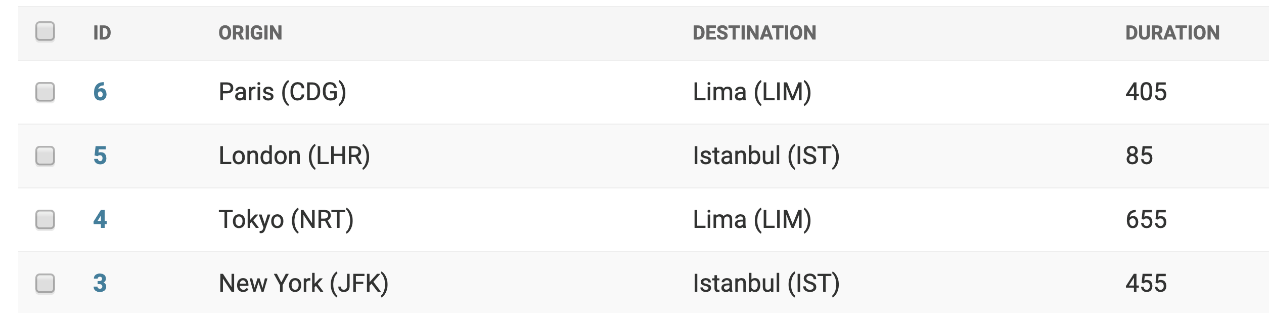 ID ORIGIN DESTINATION DURATION
6 Paris (CDG) Lima (LIM) 405
5 London (LHR) Istanbul (IST) 85
4 Tokyo (NRT) Lima (LIM) 655
3 New York (JFK) Istanbul (IST) 455